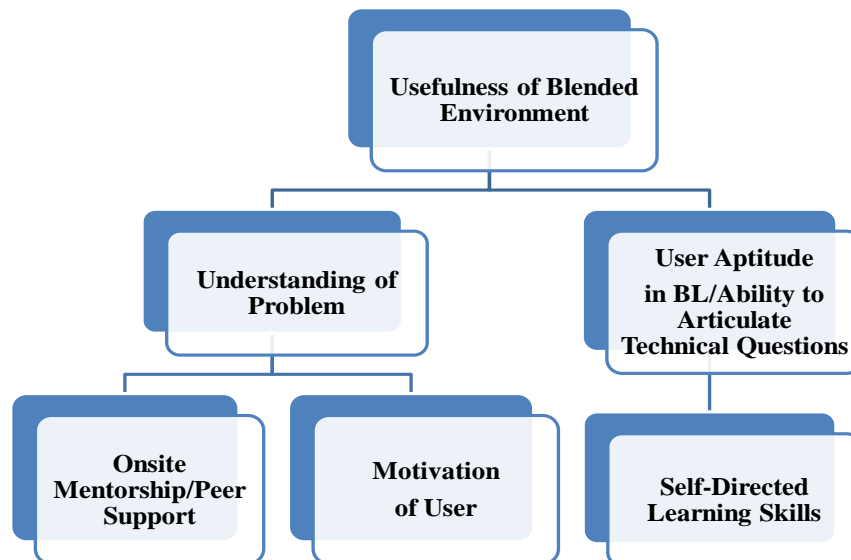 Usefulness of Blended
Environment
Understanding of
Problem
User Aptitude
in BL/Ability to
Articulate
Technical Questions
Onsite
Mentorship/Peer
Support
Motivation
of User
Self-Directed
Learning Skills